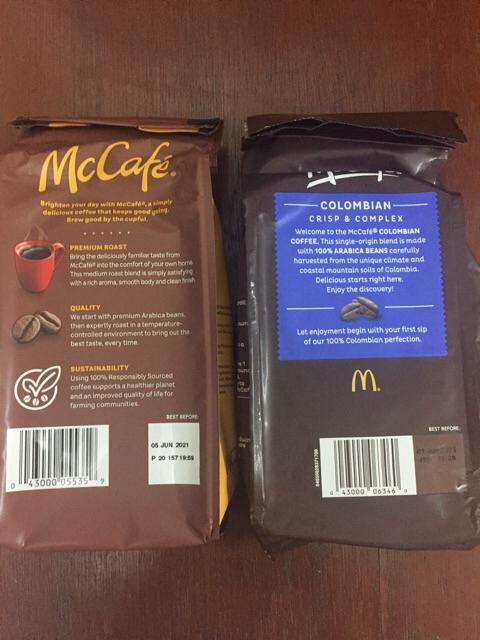 McCafé®
Brighten your day with McCafé®, a simply
delicious coffee that keeps good going.
Brew good by the cupful.
PREMIUM ROAST
Bring the deliciously familiar taste from
McCafé® into the comfort of your own home.
This medium roast blend is simply satisfying
with a rich aroma, smooth body and clean finish.
QUALITY
We start with premium Arabica beans,
then expertly roast in a temperature-
controlled environment to bring out the
best taste, every time.
SUSTAINABILITY
Using 100% Responsibly Sourced
coffee supports a healthier planet
and an improved quality of life for
farming communities.
BEST BEFORE:
05 JUN 2021
P 20 157 19:59
0 43000 05535 9
COLOMBIAN
CRISP & COMPLEX
Welcome to the McCafé® COLOMBIAN
COFFEE. This single-origin blend is made
with 100% ARABICA BEANS carefully
harvested from the unique climate and
coastal mountain soils of Colombia.
Delicious starts right here.
Enjoy the discovery!
Let enjoyment begin with your first sip
of our 100% Colombian perfection.
BEST BEFORE:
0 43000 06346 0